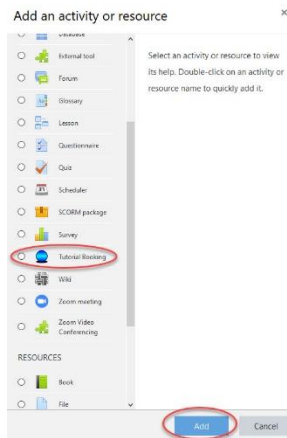 Add an activity or resource
×
Database
External tool
Forum
Glossary
Lesson
Questionnaire
Quiz
Scheduler
SCORM package
Survey
Tutorial Booking
Wiki
Zoom meeting
Zoom Video
Conferencing
RESOURCES
Book
File
Select an activity or resource to view
its help. Double-click on an activity or
resource name to quickly add it.
Add
Cancel